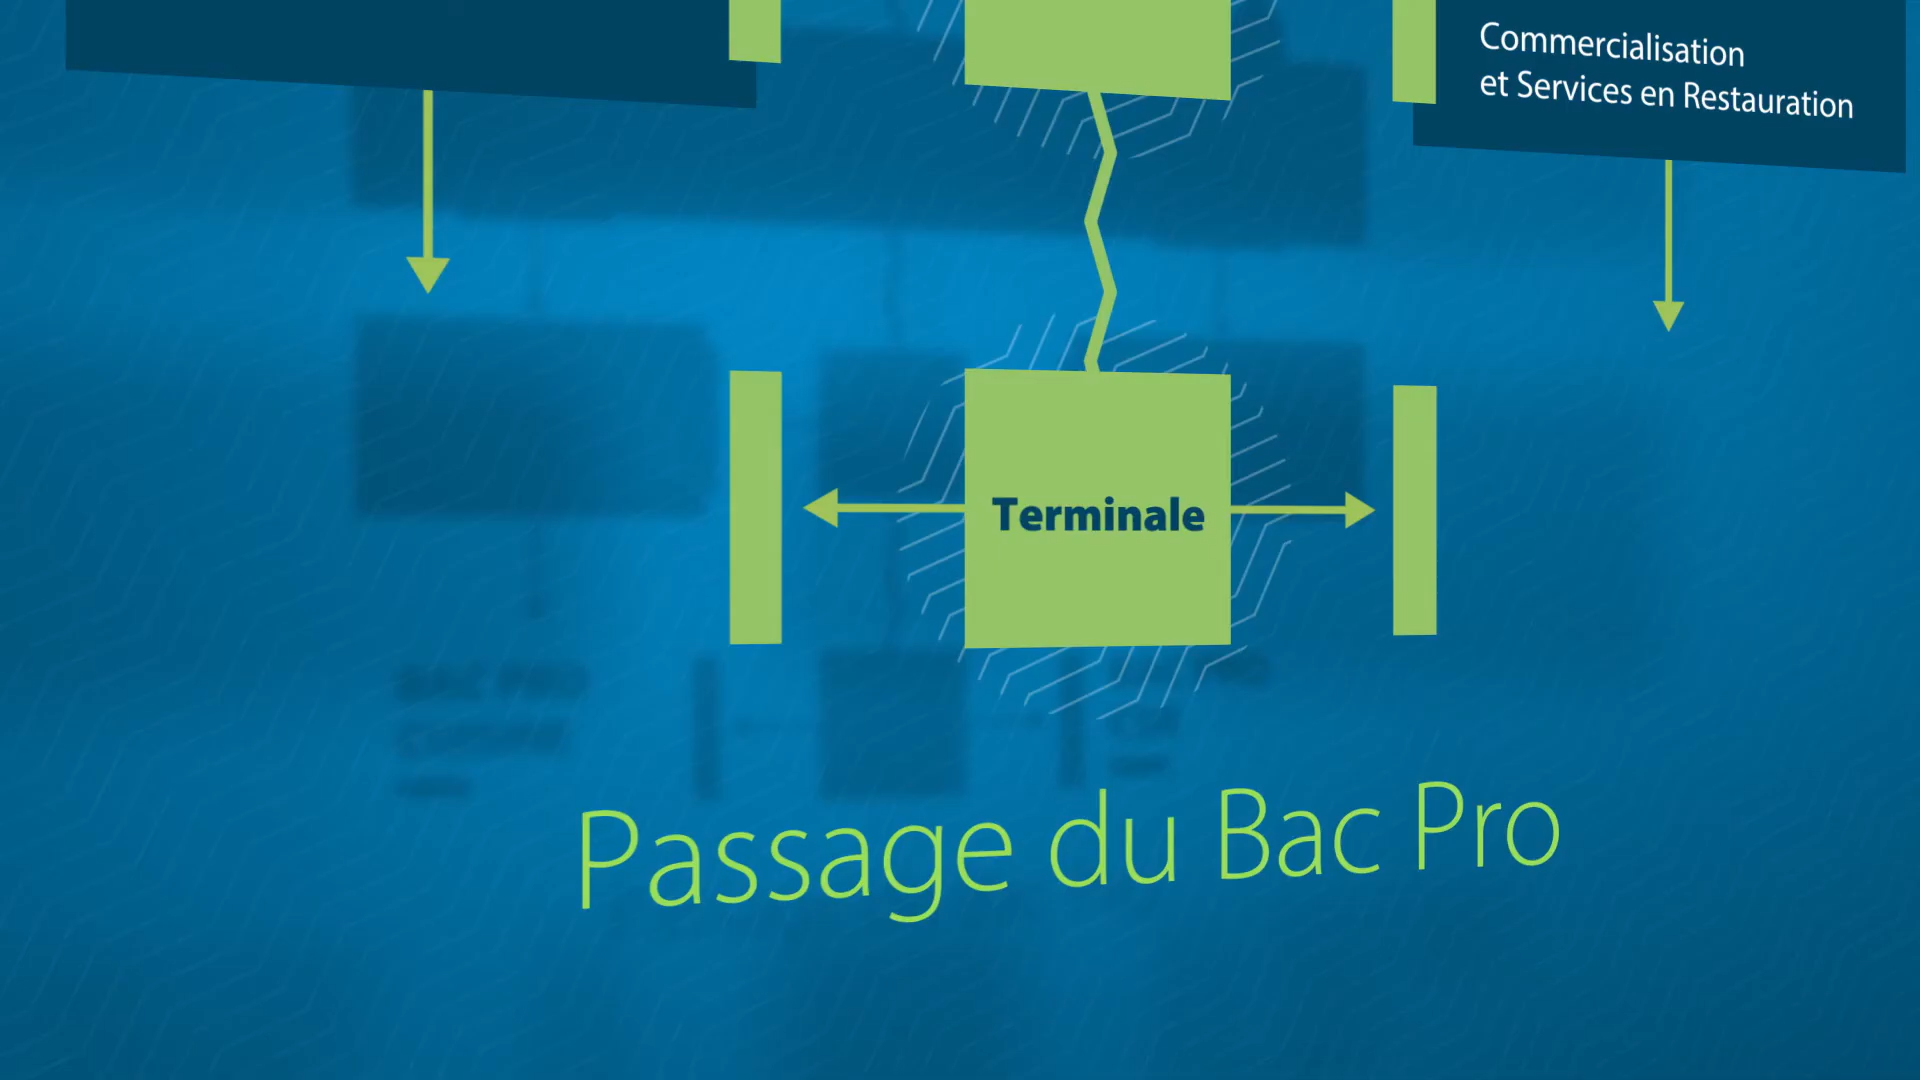 Commercialisation
et Services en Restauration
Terminale
Passage du Bac Pro